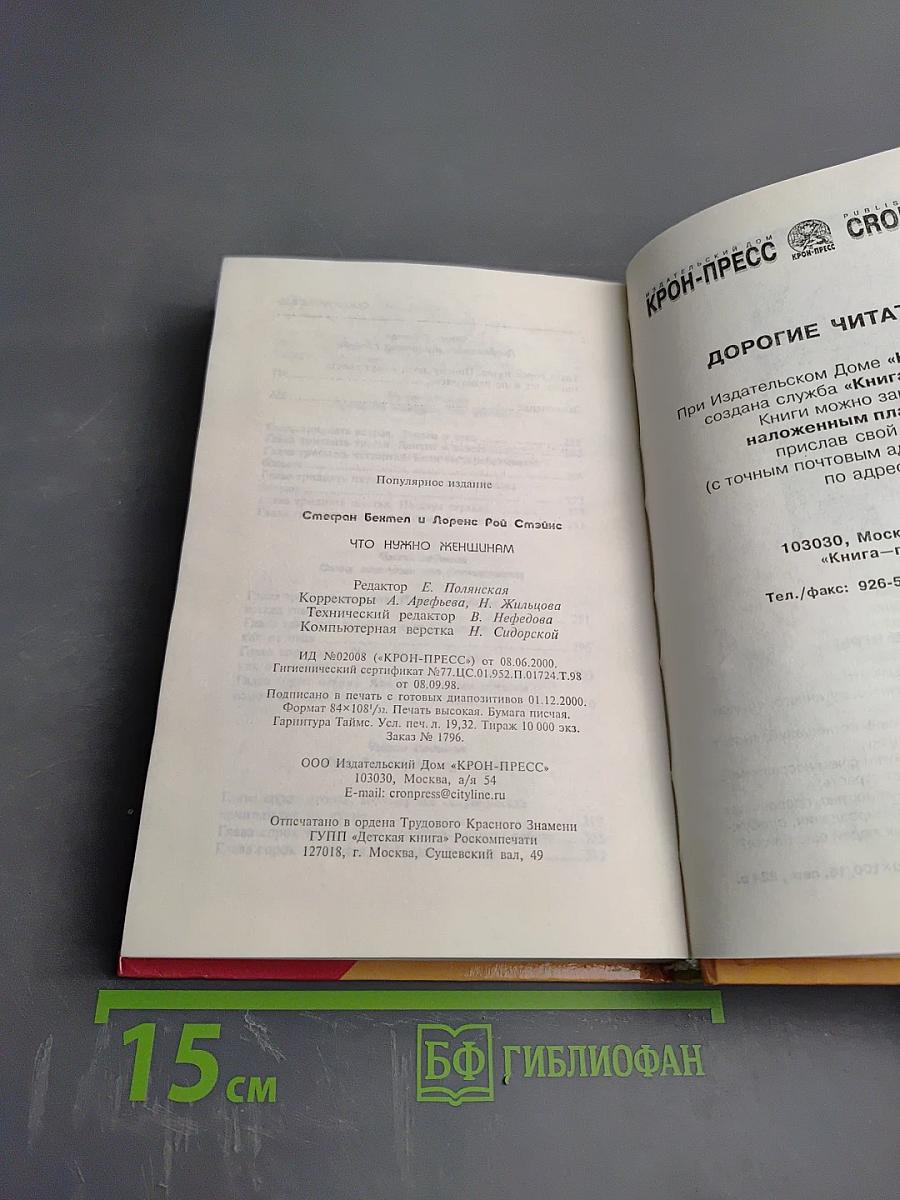 Популярное издание
Стефан Бехтел и Лоренс Рой Стэйнс
ЧТО НУЖНО ЖЕНЩИНАМ
Редактор Е. Полянская
Корректоры А. Арефьева, Н. Жильцова
Технический редактор В. Нефедова
Компьютерная верстка Н. Сидорской
ИД №02008 («КРОН-ПРЕСС») от 08.06.2000.
Гигиенический сертификат №77.ЦС.01.952.П.01724.Т.98
от 08.09.98.
Подписано в печать с готовых диапозитивов 01.12.2000.
Формат 84×108¹/₃₂. Печать высокая. Бумага писчая.
Гарнитура Таймс. Усл. печ. л. 19,32. Тираж 10 000 экз.
Заказ № 1796.
ООО Издательский Дом «КРОН-ПРЕСС»
103030, Москва, а/я 54
E-mail: cronpress@cityline.ru
Отпечатано в ордена Трудового Красного Знамени
ГУПП «Детская книга» Роскомпечати
127018, г. Москва, Сущевский вал, 49
ИЗДАТЕЛЬСКИЙ ДОМ
КРОН-ПРЕСС
КРОН-ПРЕСС
PUBLIS
CRO
ДОРОГИЕ ЧИТАТ
При Издательском Доме «
создана служба «Книга
Книги можно за
наложенным пла
прислав свой
(с точным почтовым ад
по адрес
103030, Моск
«Книга—п
Тел./факс: 926-5
15 см
БФ ГИБЛИОФАН